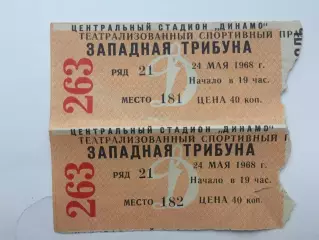 ЦЕНТРАЛЬНЫЙ СТАДИОН „ДИНАМО“
ТЕАТРАЛИЗОВАННЫЙ СПОРТИВНЫЙ
ЗАПАДНАЯ ТРИБУНА
263
РЯД 21 24 МАЯ 1968 г.
Начало в 19 час.
МЕСТО 181 ЦЕНА 40 коп.
ЦЕНТРАЛЬНЫЙ СТАДИОН „ДИНАМО“
ТЕАТРАЛИЗОВАННЫЙ СПОРТИВНЫЙ П
ЗАПАДНАЯ ТРИБУНА
263
РЯД 21 24 МАЯ 1968 г.
Начало в 19 час.
МЕСТО 182 ЦЕНА 40 коп.